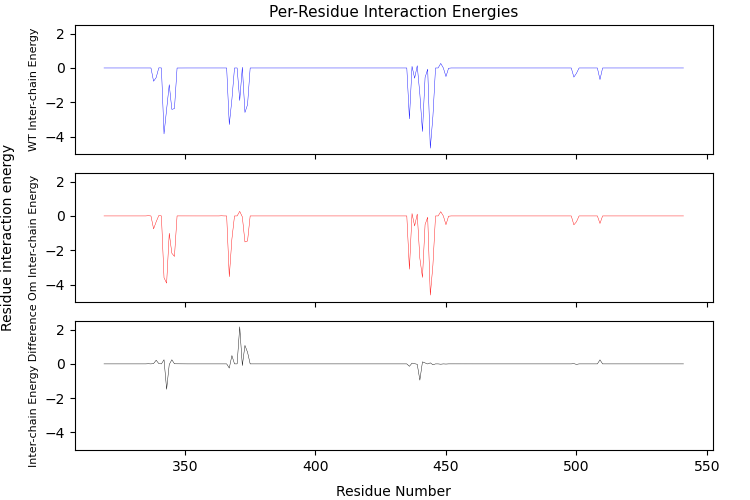 Per-Residue Interaction Energies
Residue interaction energy
WT Inter-chain Energy
2
0
−2
−4
Om Inter-chain Energy
2
0
−2
−4
Inter-chain Energy Difference
2
0
−2
−4
350
400
450
500
550
Residue Number